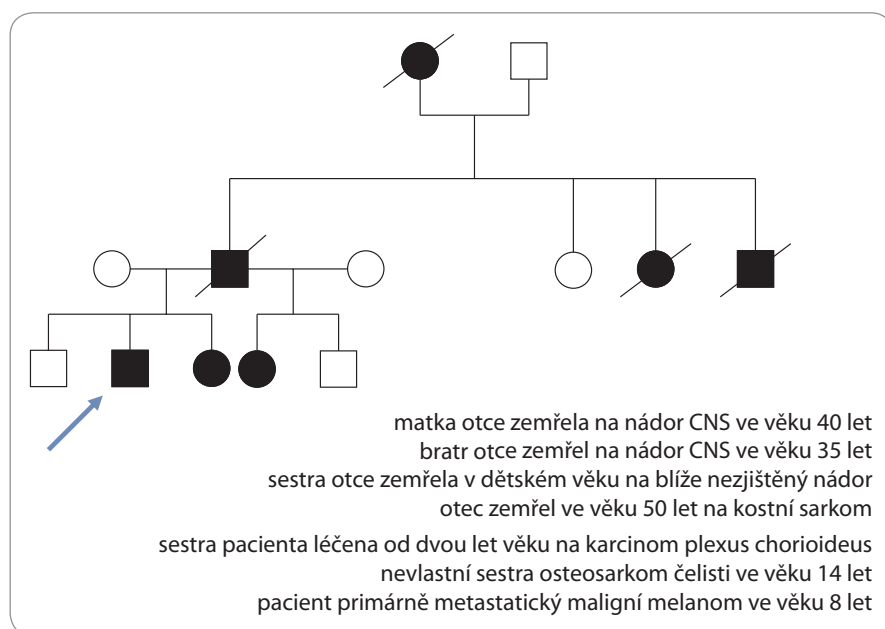 matka otce zemřela na nádor CNS ve věku 40 let
bratr otce zemřel na nádor CNS ve věku 35 let
sestra otce zemřela v dětském věku na blíže nezjištěný nádor
otec zemřel ve věku 50 let na kostní sarkom
sestra pacienta léčena od dvou let věku na karcinom plexus chorioideus
nevlastní sestra osteosarkom čelisti ve věku 14 let
pacient primárně metastatický maligní melanom ve věku 8 let